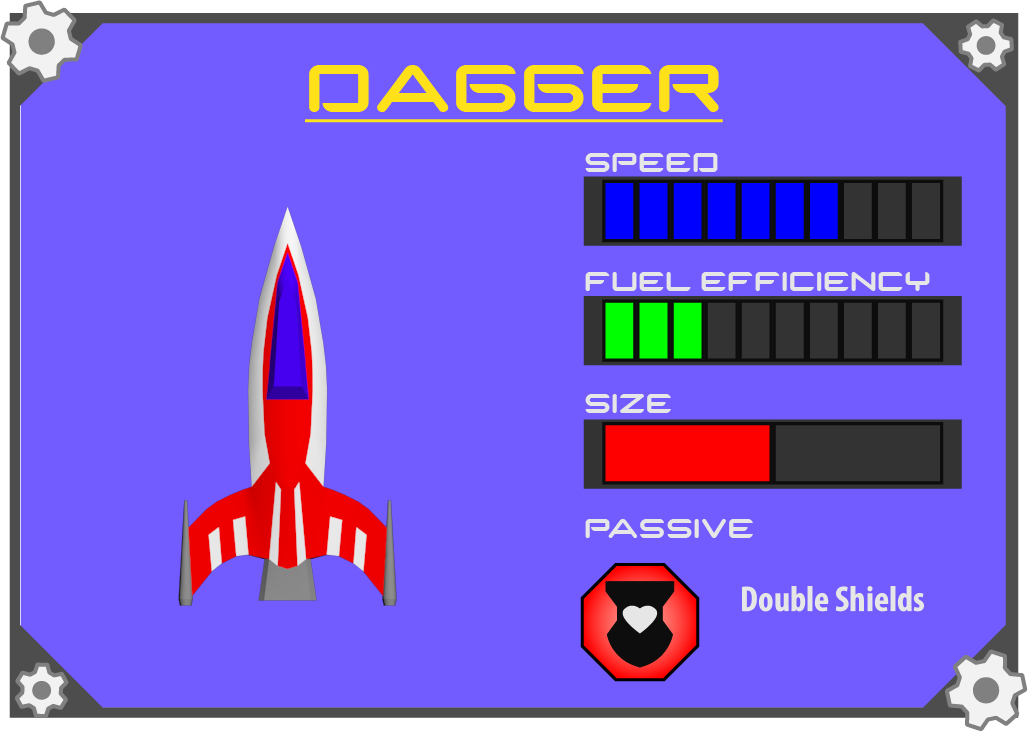 DAGGER
SPEED
FUEL EFFICIENCY
SIZE
PASSIVE
Double Shields